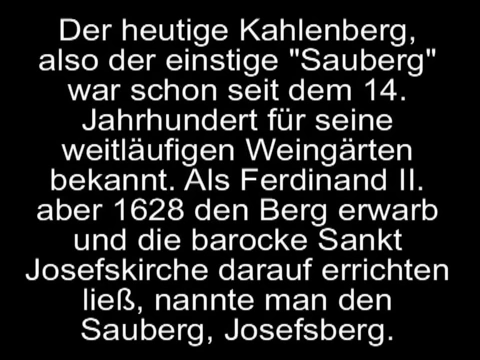 Der heutige Kahlenberg,
also der einstige "Sauberg"
war schon seit dem 14.
Jahrhundert für seine
weitläufigen Weingärten
bekannt. Als Ferdinand II.
aber 1628 den Berg erwarb
und die barocke Sankt
Josefskirche darauf errichten
ließ, nannte man den
Sauberg, Josefsberg.